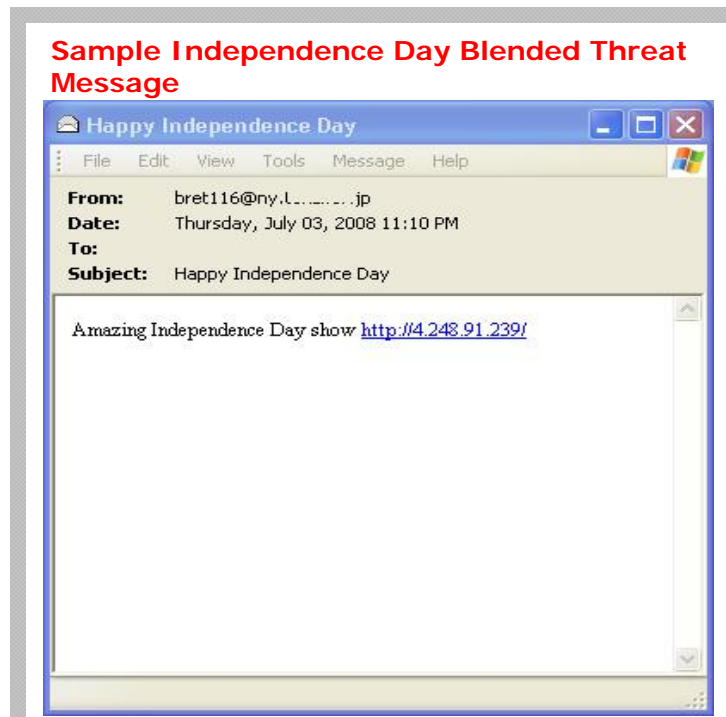 Sample Independence Day Blended Threat
Message
Happy Independence Day
File Edit View Tools Message Help
From:
Date: Thursday, July 03, 2008 11:10 PM
To:
Subject: Happy Independence Day
Amazing Independence Day show http://4.248.91.239/